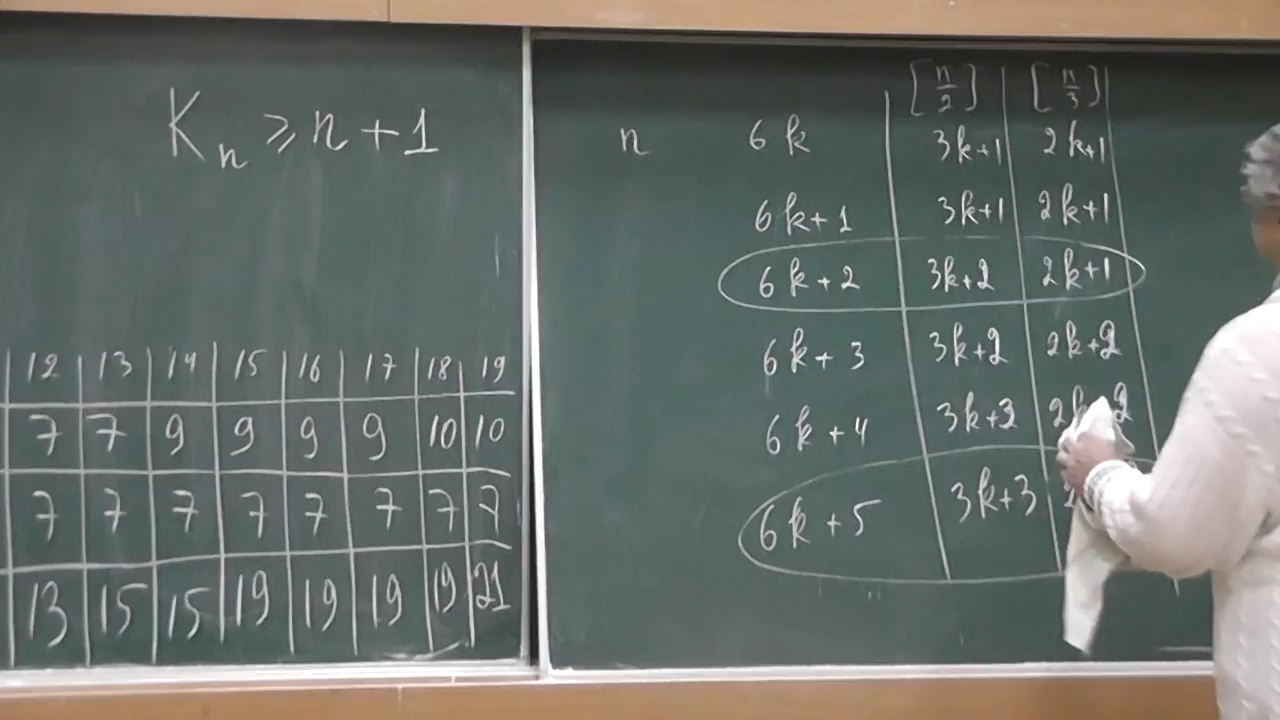 K_n ⩾ n + 1
12 | 13 | 14 | 15 | 16 | 17 | 18 | 19
7 | 7 | 9 | 9 | 9 | 9 | 10 | 10
7 | 7 | 7 | 7 | 7 | 7 | 7 | 7
13 | 15 | 15 | 19 | 19 | 19 | 19 | 21
[n/2] | [n/3]
n 6k | 3k+1 | 2k+1
6k+1 | 3k+1 | 2k+1
6k+2 | 3k+2 | 2k+1
6k+3 | 3k+2 | 2k+2
6k+4 | 3k+3 | 2k+2
6k+5 | 3k+3